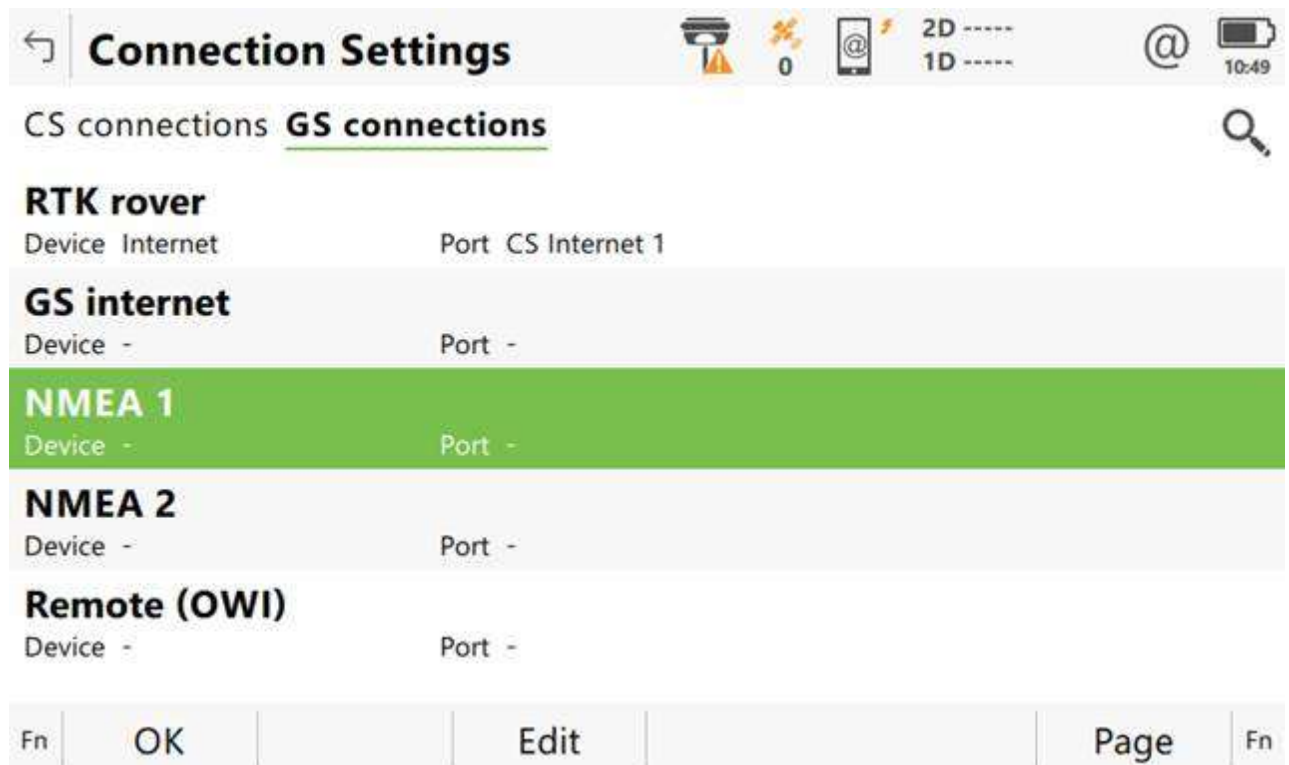 Connection Settings
0
@
2D -----
1D -----
@
10:49
CS connections GS connections
RTK rover
Device Internet Port CS Internet 1
GS internet
Device - Port -
NMEA 1
Device - Port -
NMEA 2
Device - Port -
Remote (OWI)
Device - Port -
Fn OK Edit Page Fn